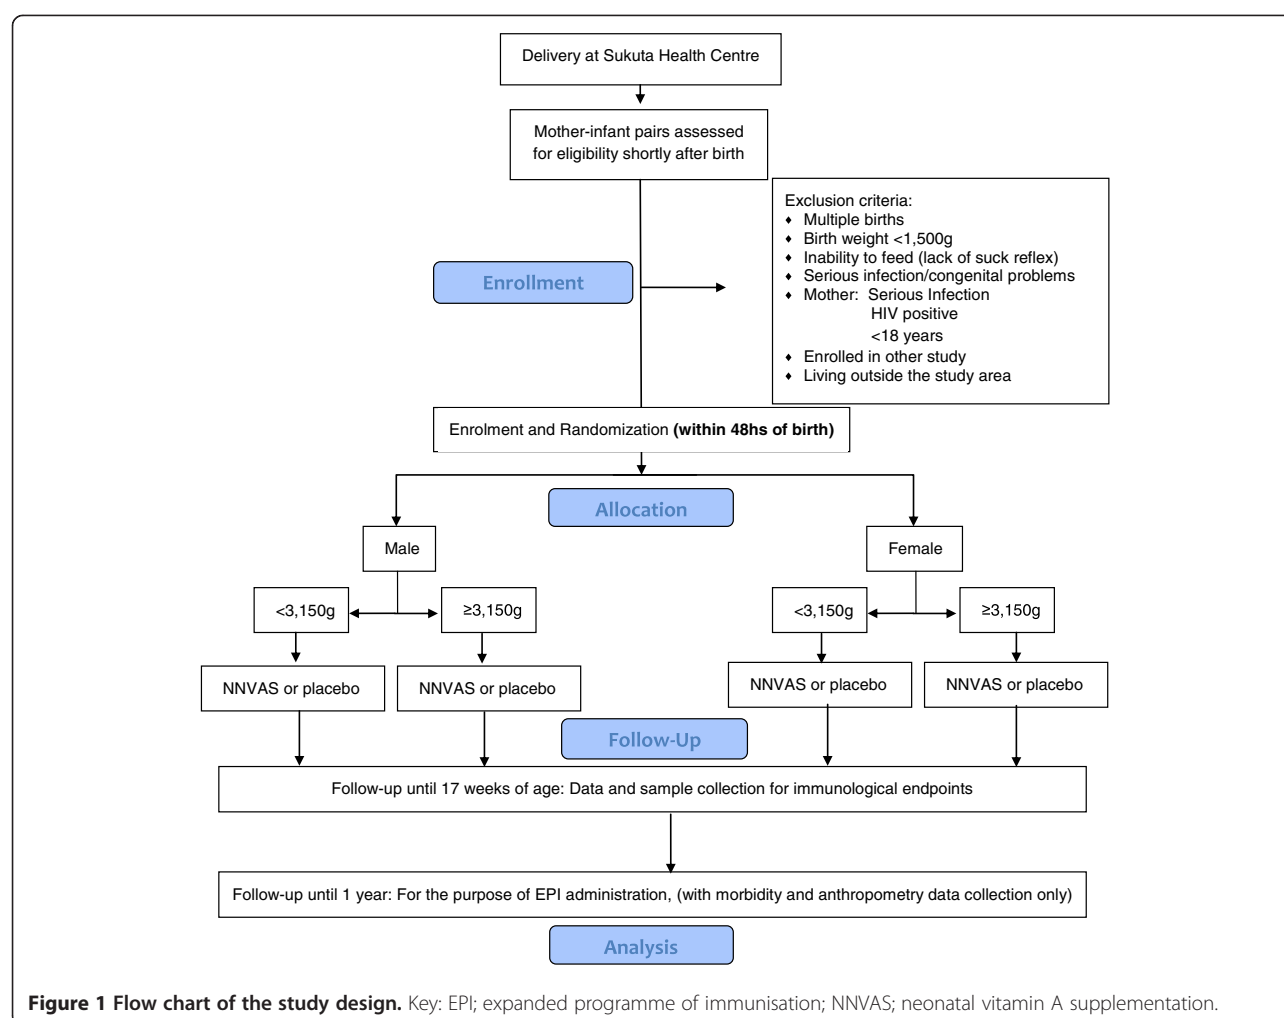 Delivery at Sukuta Health Centre
Mother-infant pairs assessed
for eligibility shortly after birth
Exclusion criteria:
♦ Multiple births
♦ Birth weight <1,500g
♦ Inability to feed (lack of suck reflex)
♦ Serious infection/congenital problems
♦ Mother: Serious Infection
HIV positive
<18 years
♦ Enrolled in other study
♦ Living outside the study area
Enrollment
Enrolment and Randomization (within 48hs of birth)
Allocation
Male
Female
<3,150g
≥3,150g
<3,150g
≥3,150g
NNVAS or placebo
NNVAS or placebo
NNVAS or placebo
NNVAS or placebo
Follow-Up
Follow-up until 17 weeks of age: Data and sample collection for immunological endpoints
Follow-up until 1 year: For the purpose of EPI administration, (with morbidity and anthropometry data collection only)
Analysis
Figure 1 Flow chart of the study design. Key: EPI; expanded programme of immunisation; NNVAS; neonatal vitamin A supplementation.